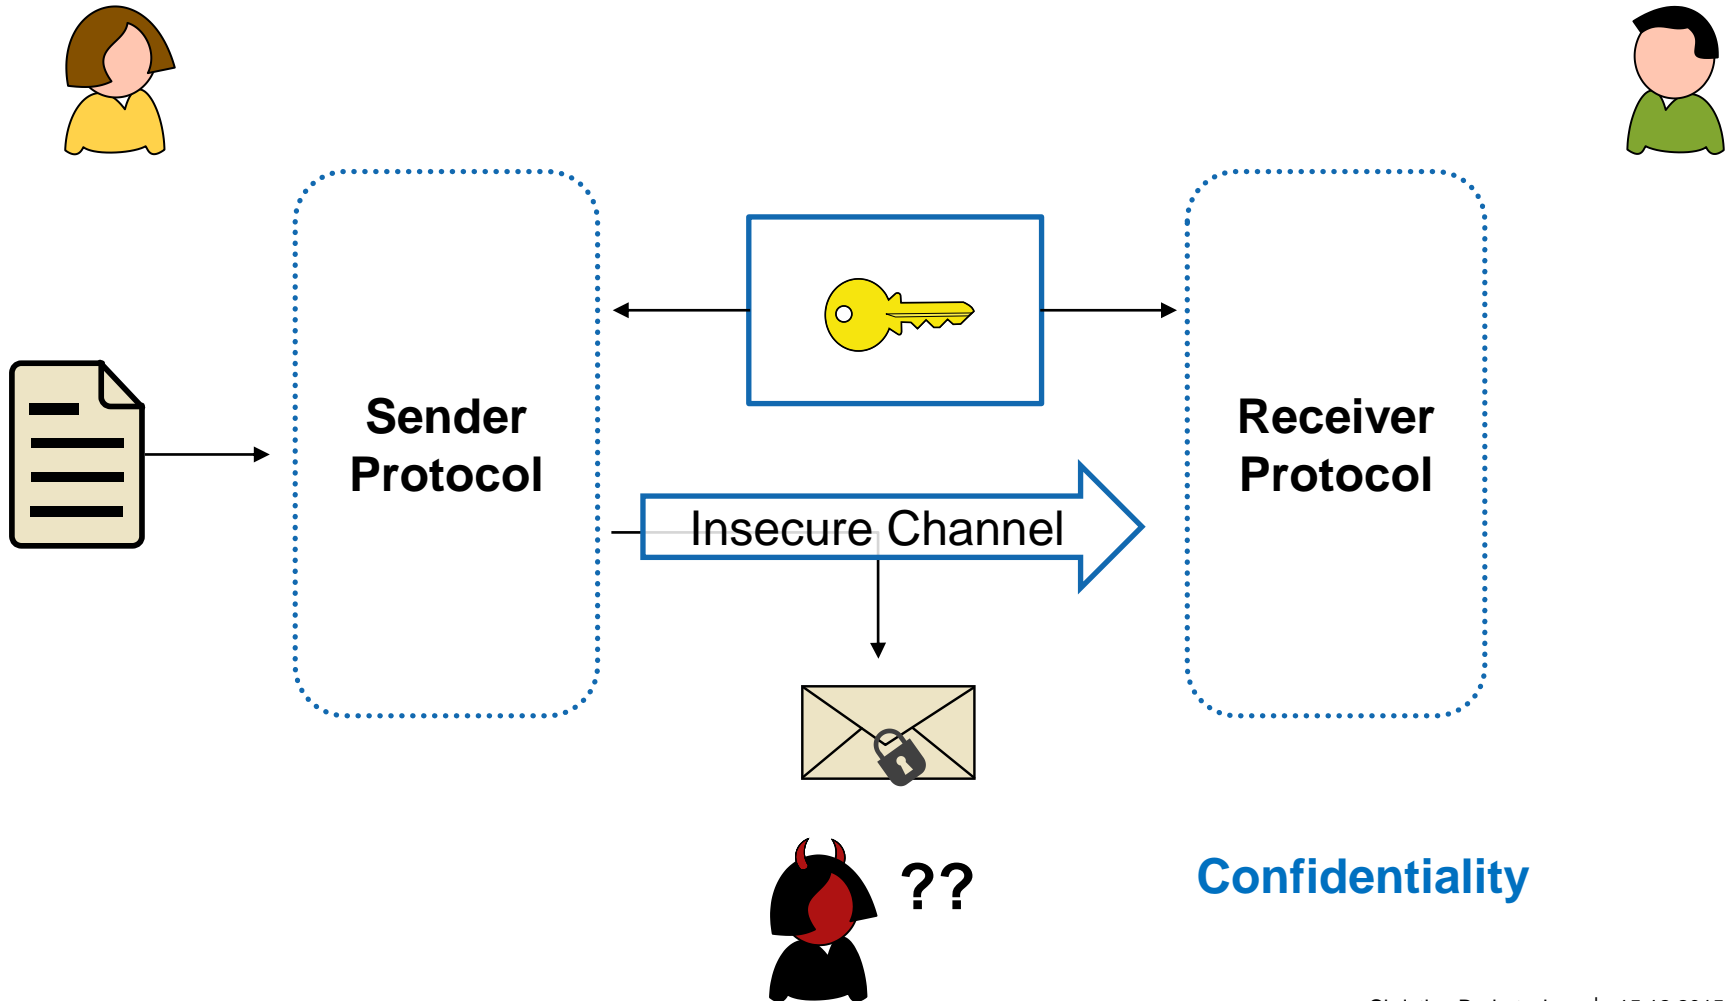 Sender
Protocol
Receiver
Protocol
Insecure Channel
??
Confidentiality